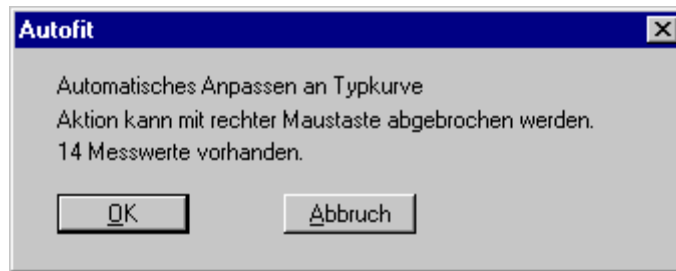 Autofit
Automatisches Anpassen an Typkurve
Aktion kann mit rechter Maustaste abgebrochen werden.
14 Messwerte vorhanden.
OK Abbruch